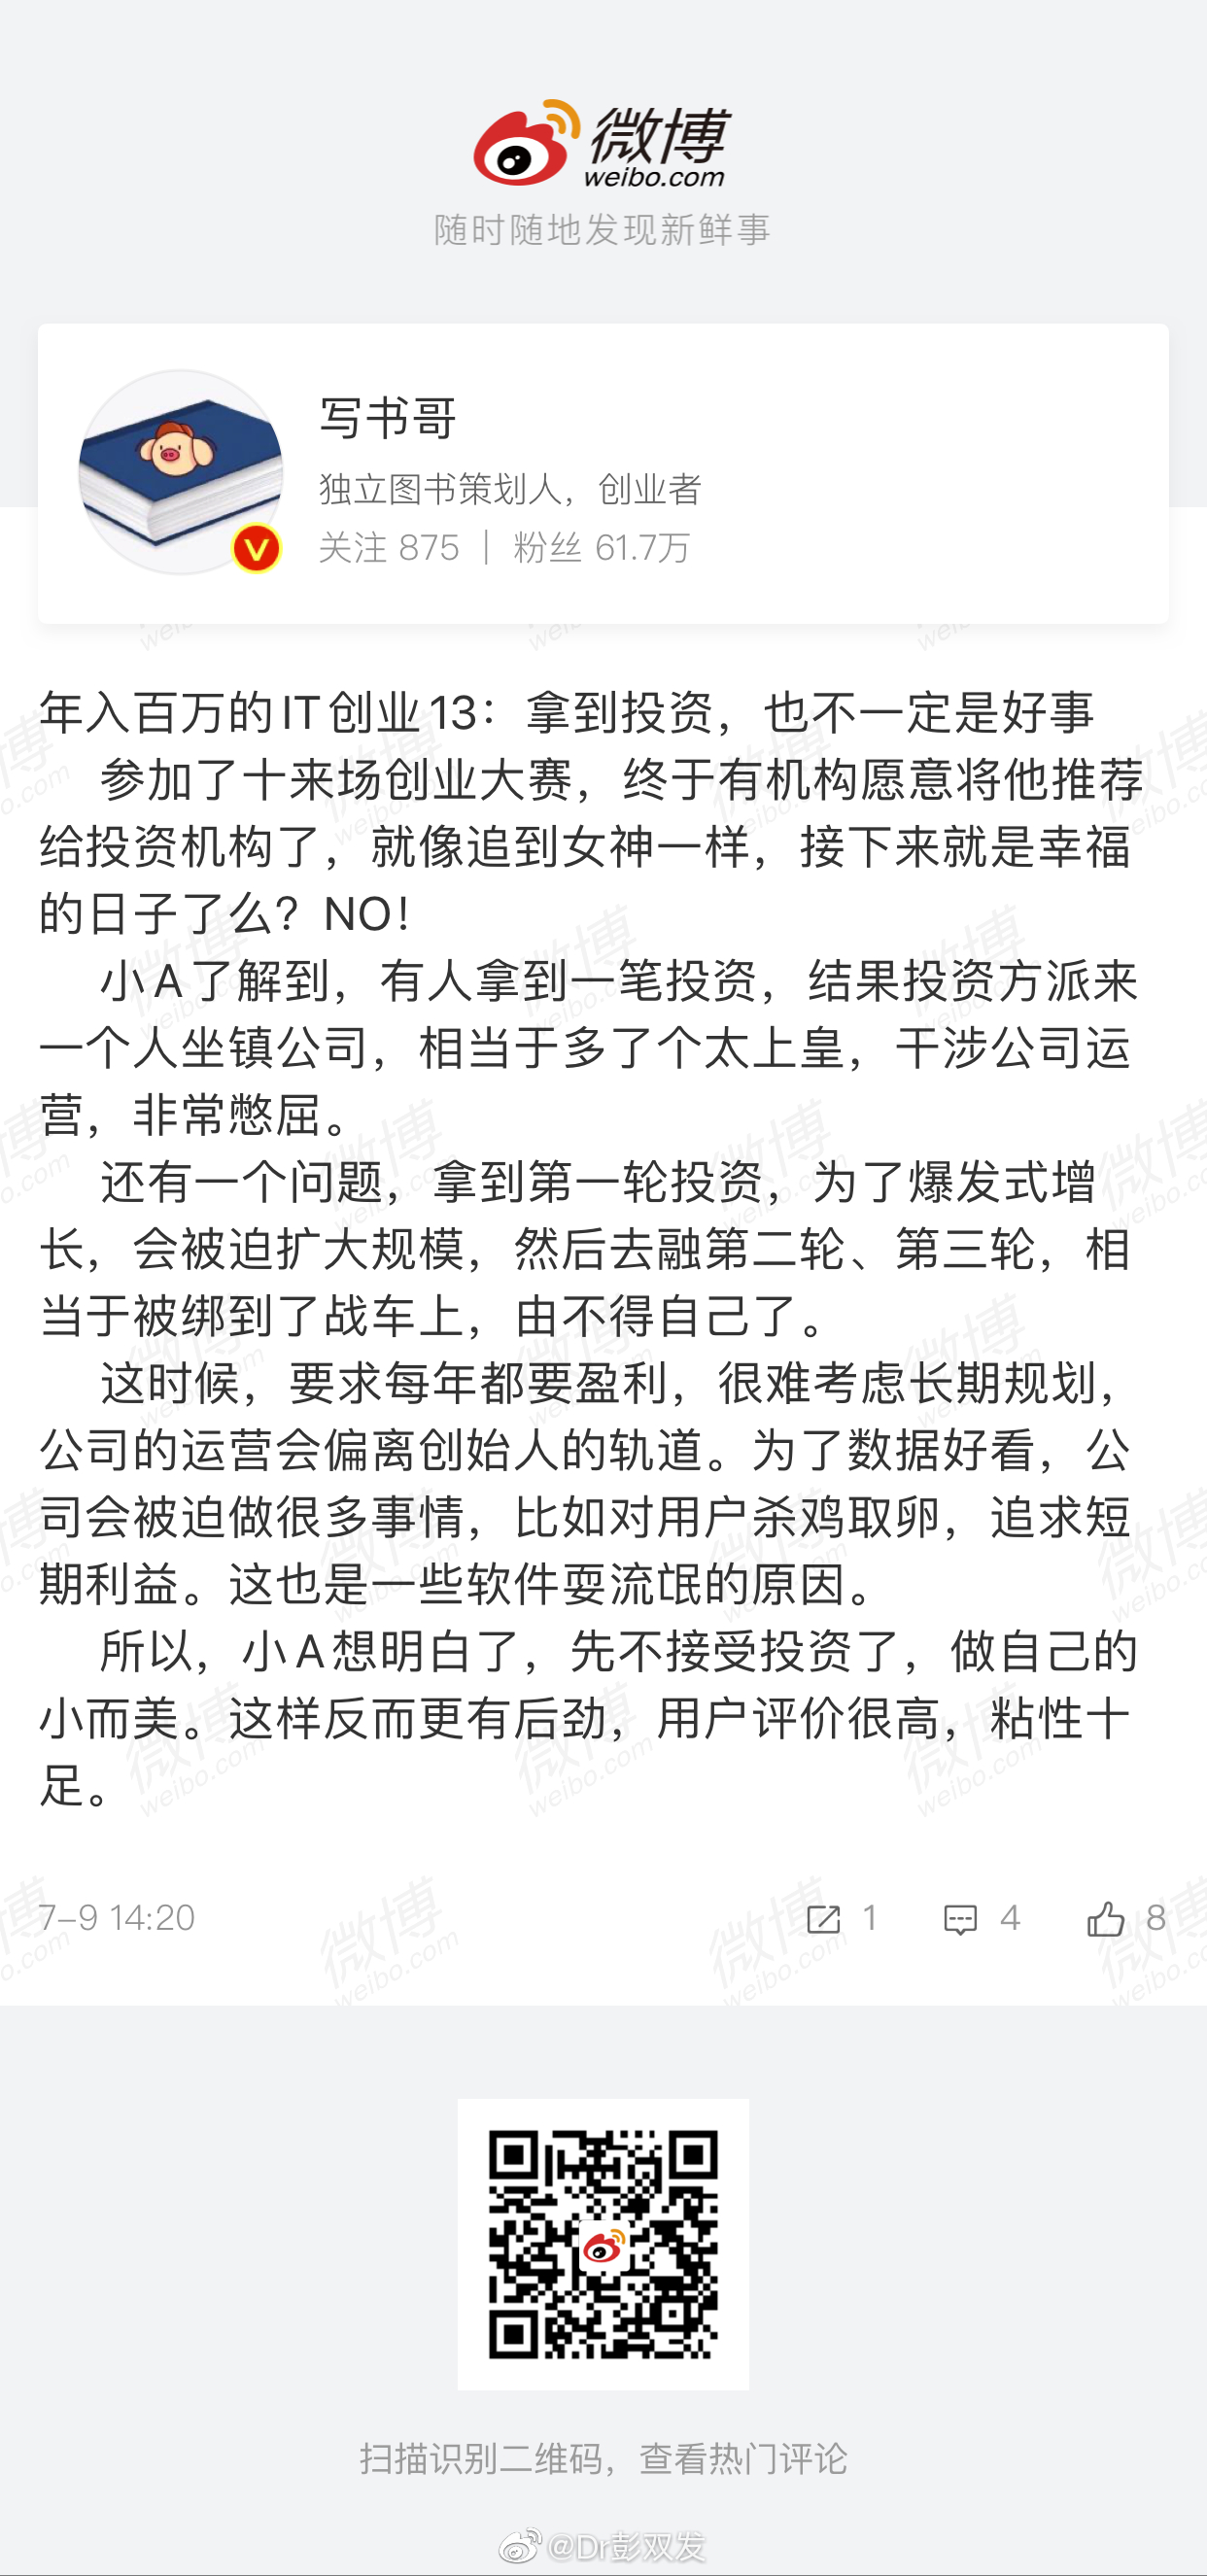 微博
weibo.com
随时随地发现新鲜事
写书哥
独立图书策划人，创业者
关注 875 | 粉丝 61.7万
年入百万的IT创业13：拿到投资，也不一定是好事
参加了十来场创业大赛，终于有机构愿意将他推荐
给投资机构了，就像追到女神一样，接下来就是幸福
的日子了么？NO！
小A了解到，有人拿到一笔投资，结果投资方派来
一个人坐镇公司，相当于多了个太上皇，干涉公司运
营，非常憋屈。
还有一个问题，拿到第一轮投资，为了爆发式增
长，会被迫扩大规模，然后去融第二轮、第三轮，相
当于被绑到了战车上，由不得自己了。
这时候，要求每年都要盈利，很难考虑长期规划，
公司的运营会偏离创始人的轨道。为了数据好看，公
司会被迫做很多事情，比如对用户杀鸡取卵，追求短
期利益。这也是一些软件耍流氓的原因。
所以，小A想明白了，先不接受投资了，做自己的
小而美。这样反而更有后劲，用户评价很高，粘性十
足。
7-9 14:20 1 4 8
扫描识别二维码，查看热门评论
@Dr彭双发